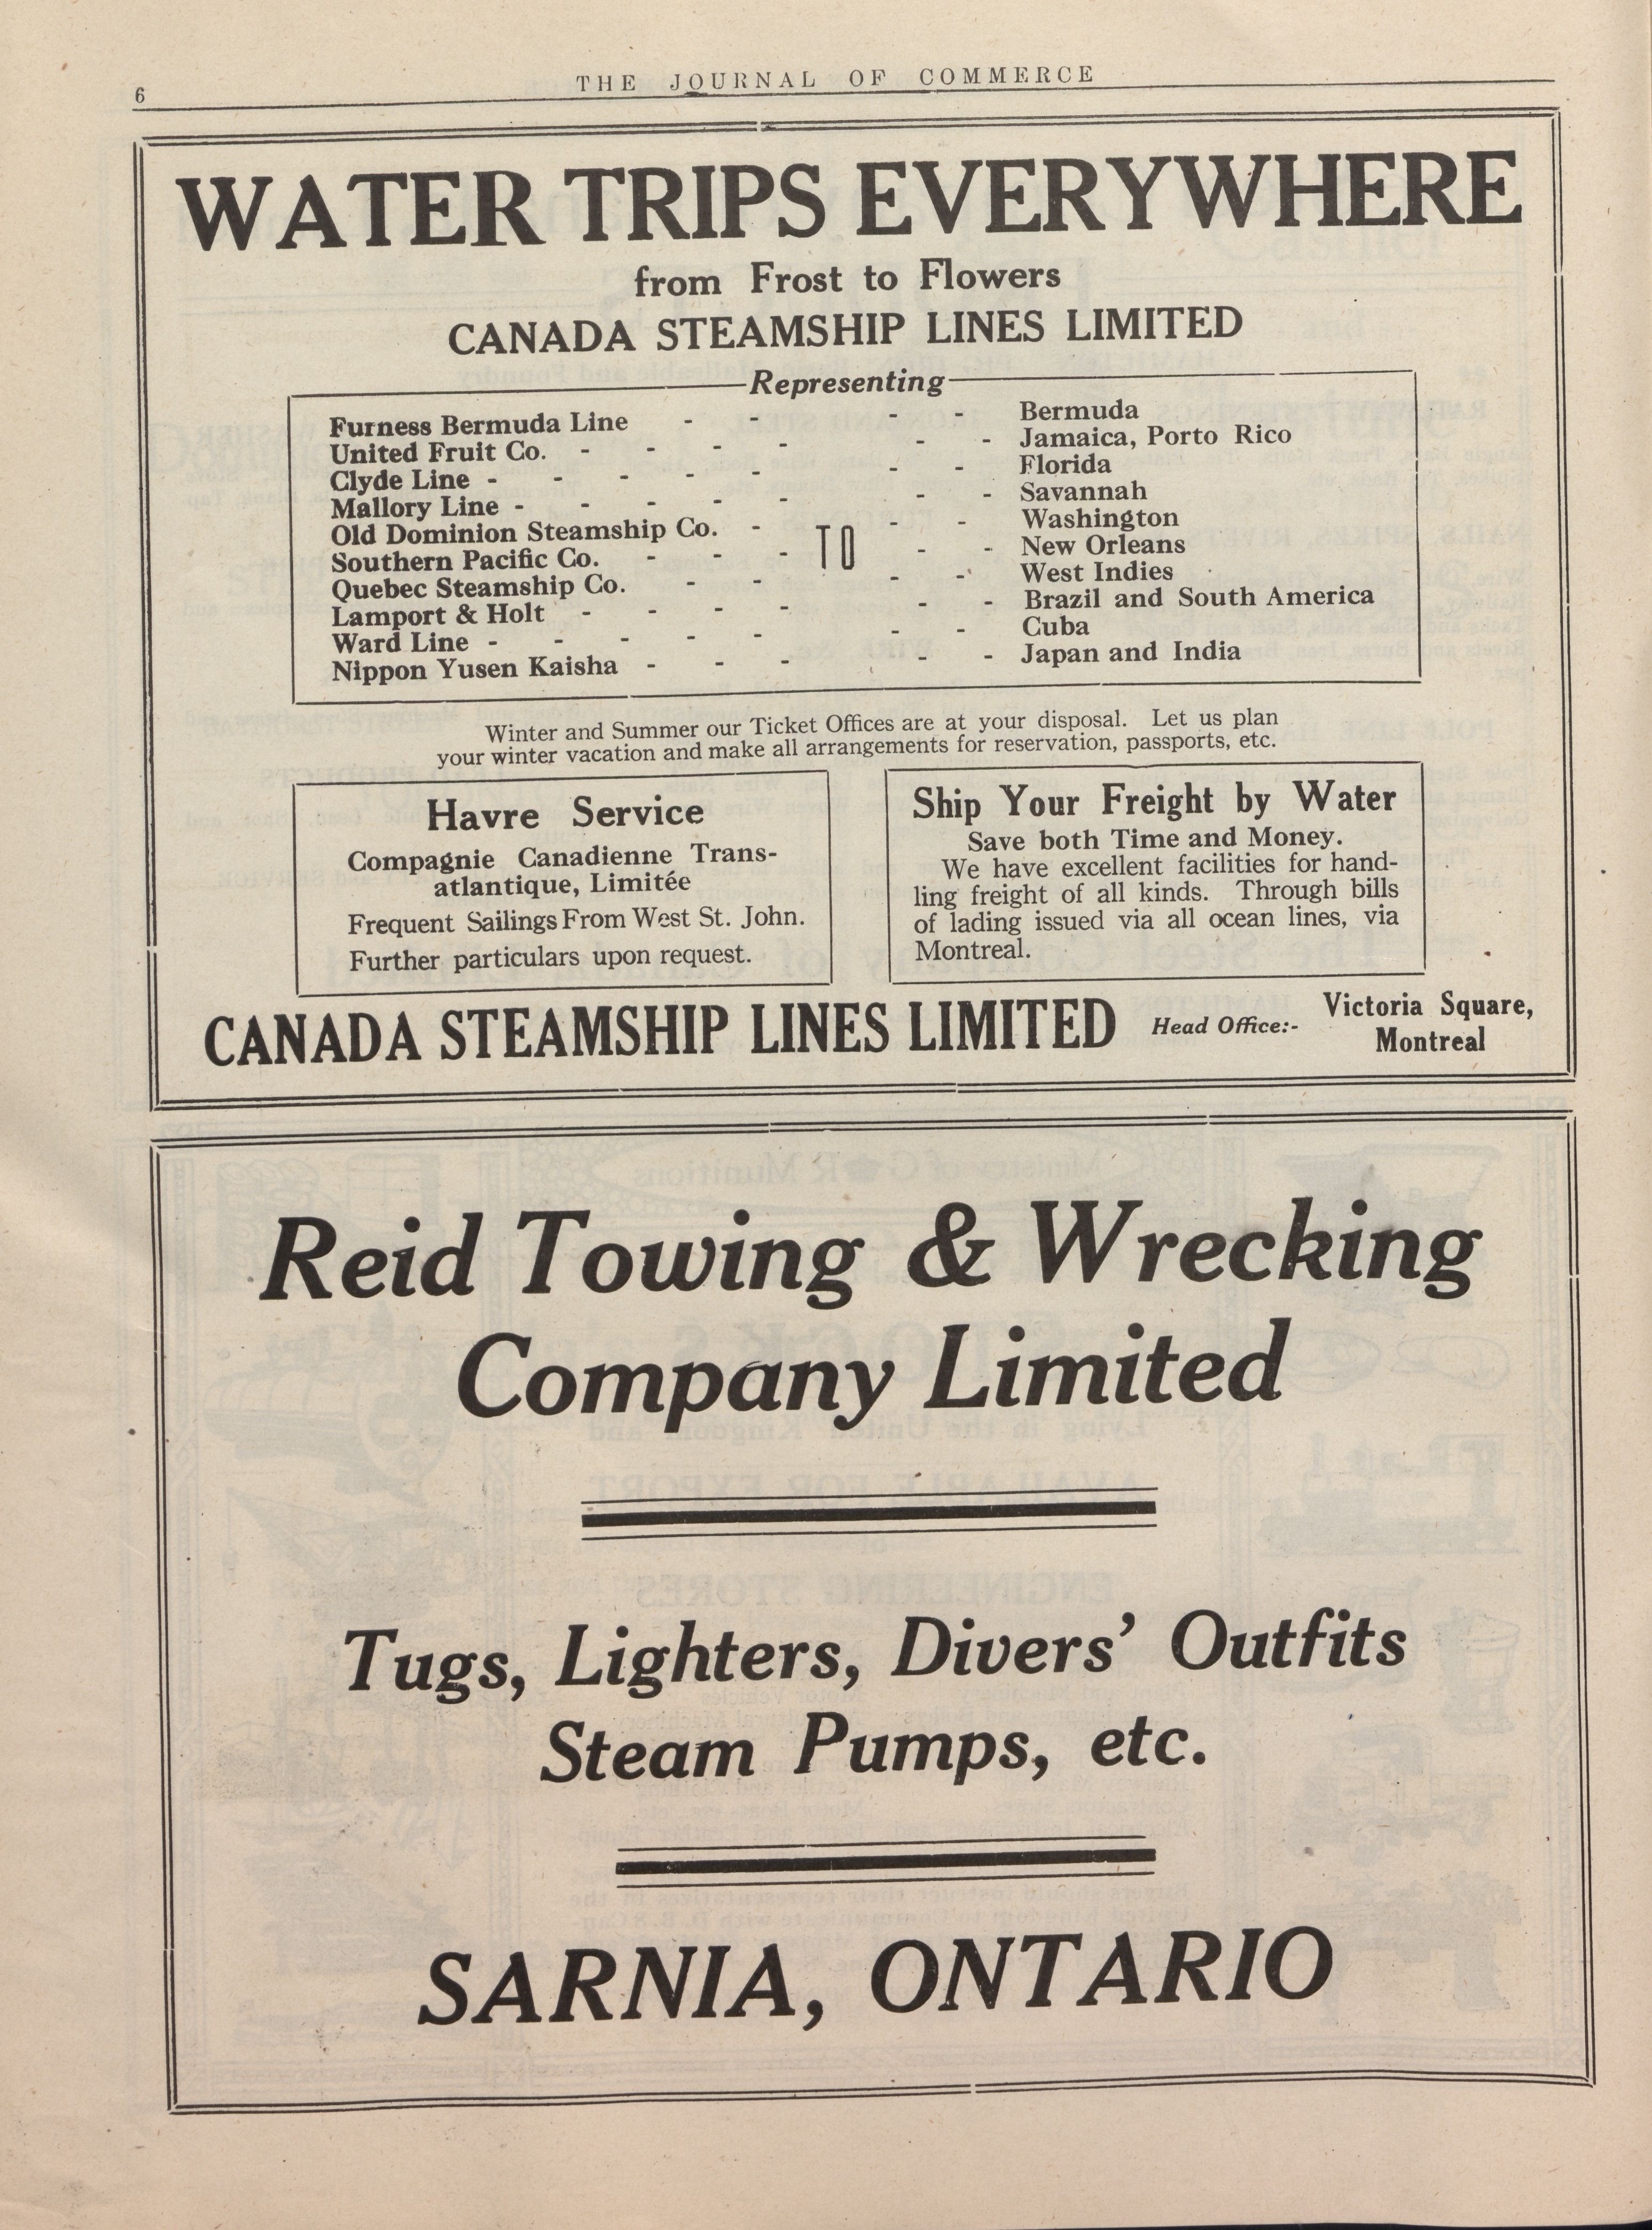 6
THE JOURNAL OF COMMERCE
WATER TRIPS EVERYWHERE
from Frost to Flowers
CANADA STEAMSHIP LINES LIMITED
Representing
Furness Bermuda Line - - - - Bermuda
United Fruit Co. - - - - - - Jamaica, Porto Rico
Clyde Line - - - - - - - Florida
Mallory Line - - - - - - - Savannah
Old Dominion Steamship Co. - - - Washington
TO
Southern Pacific Co. - - - - - New Orleans
Quebec Steamship Co. - - - - West Indies
Lamport & Holt - - - - - - Brazil and South America
Ward Line - - - - - - - Cuba
Nippon Yusen Kaisha - - - - - Japan and India
Winter and Summer our Ticket Offices are at your disposal. Let us plan
your winter vacation and make all arrangements for reservation, passports, etc.
Havre Service
Compagnie Canadienne Trans-
atlantique, Limitée
Frequent Sailings From West St. John.
Further particulars upon request.
Ship Your Freight by Water
Save both Time and Money.
We have excellent facilities for hand-
ling freight of all kinds. Through bills
of lading issued via all ocean lines, via
Montreal.
CANADA STEAMSHIP LINES LIMITED Head Office:- Victoria Square,
Montreal
Reid Towing & Wrecking
Company Limited
Tugs, Lighters, Divers' Outfits
Steam Pumps, etc.
SARNIA, ONTARIO